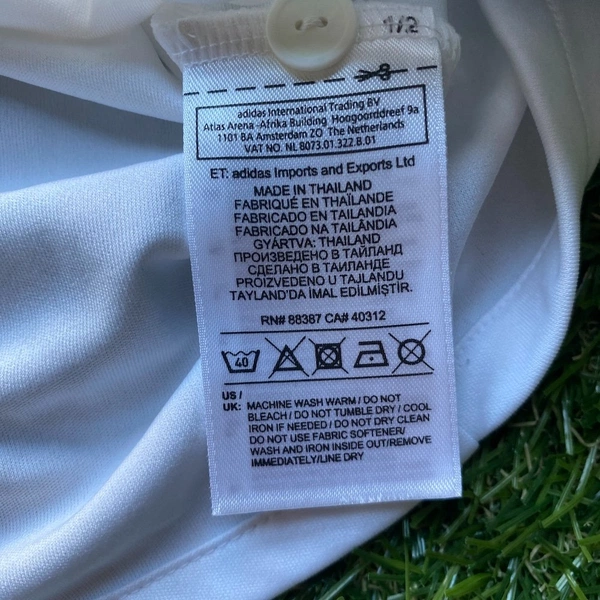 1/2
adidas International Trading BV
Atlas Arena -Afrika Building Hoogoorddreef 9a
1101 BA Amsterdam ZO The Netherlands
VAT NO. NL 8073.01.322.B.01
ET: adidas Imports and Exports Ltd
MADE IN THAILAND
FABRIQUÉ EN THAÏLANDE
FABRICADO EN TAILANDIA
FABRICADO NA TAILÂNDIA
GYÁRTVA: THAILAND
ПРОИЗВЕДЕНО В ТАЙЛАНД
СДЕЛАНО В ТАИЛАНДЕ
PROIZVEDENO U TAJLANDU
TAYLAND'DA İMAL EDİLMİŞTİR.
RN# 88387 CA# 40312
40
US /
UK: MACHINE WASH WARM / DO NOT
BLEACH / DO NOT TUMBLE DRY / COOL
IRON IF NEEDED / DO NOT DRY CLEAN
DO NOT USE FABRIC SOFTENER/
WASH AND IRON INSIDE OUT/REMOVE
IMMEDIATELY/LINE DRY